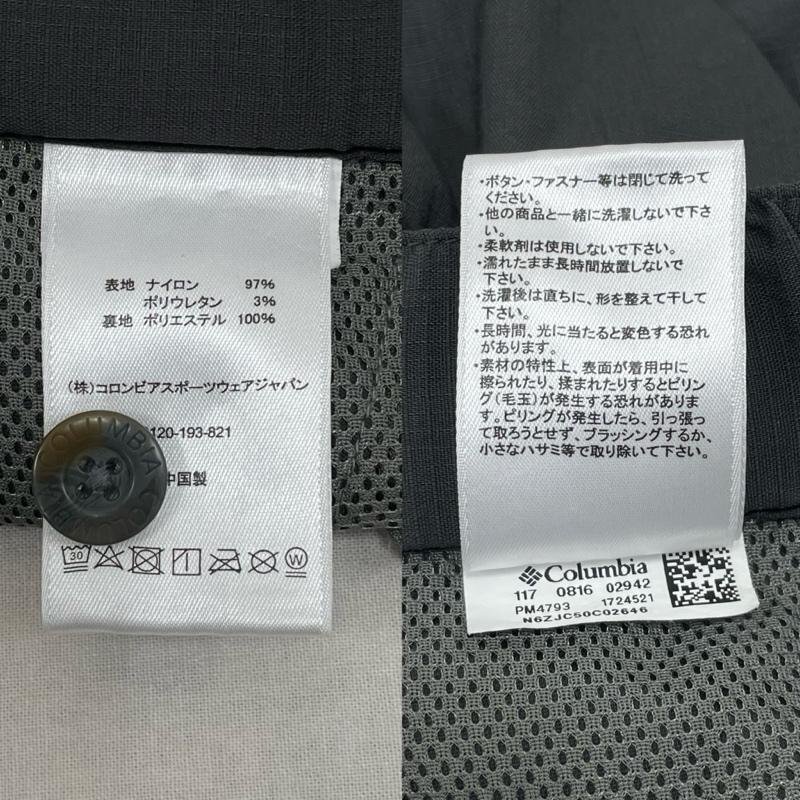 表地 ナイロン 97%
ポリウレタン 3%
裏地 ポリエステル 100%
(株)コロンビアスポーツウェアジャパン
120-193-821
中国製
COLUMBIA COLUMBIA
30
W
・ボタン・ファスナー等は閉じて洗って
ください。
・他の商品と一緒に洗濯しないで下さ
い。
・柔軟剤は使用しないで下さい。
・濡れたまま長時間放置しないで
下さい。
・洗濯後は直ちに、形を整えて干して
下さい。
・長時間、光に当たると変色する恐れ
があります。
・素材の特性上、表面が着用中に
擦られたり、揉まれたりするとピリン
グ(毛玉)が発生する恐れがありま
す。ピリングが発生したら、引っ張っ
て取ろうとせず、ブラッシングするか、
小さなハサミ等で取り除いて下さい。
Columbia
117 0816 02942
PM4793 1724521
N6ZJC50C02646